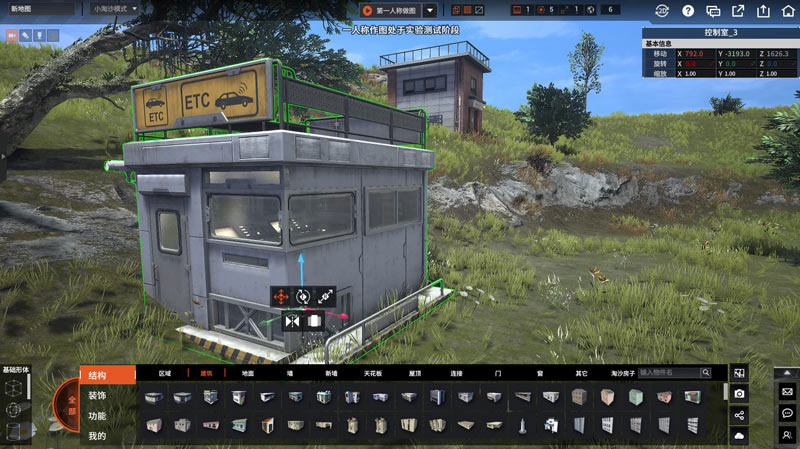 新地图
小淘沙模式
第一人称做图
1
5
1
0
6
一人称作图处于实验测试阶段
控制室_3
基本信息
移动 X 792.0 Y -3193.0 Z 1626.3
旋转 X 0.0 Y 0.0 Z 0.0
缩放 X 1.00 Y 1.00 Z 1.00
ETC
ETC
基础形体
全部
结构
装饰
功能
我的
区域 建筑 地面 墙 新墙 天花板 屋顶 连接 门 窗 其它 淘沙房子 输入物件名